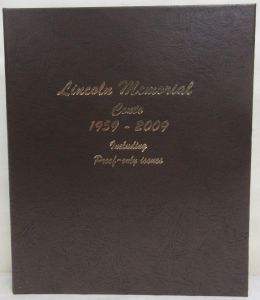 Lincoln Memorial
Cents
1959 - 2009
Including
Proof-only issues